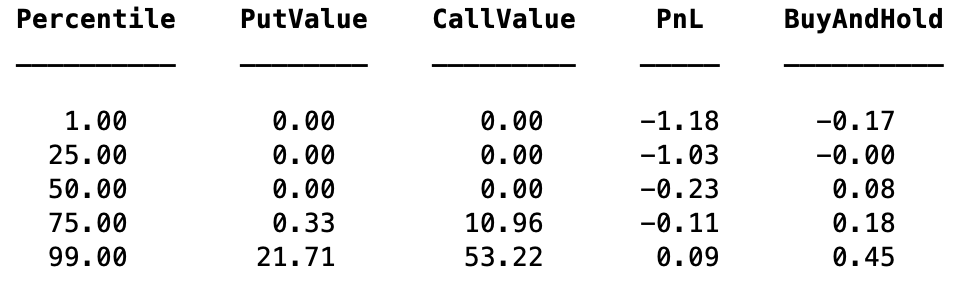 Percentile PutValue CallValue PnL BuyAndHold
1.00 0.00 0.00 -1.18 -0.17
25.00 0.00 0.00 -1.03 -0.00
50.00 0.00 0.00 -0.23 0.08
75.00 0.33 10.96 -0.11 0.18
99.00 21.71 53.22 0.09 0.45